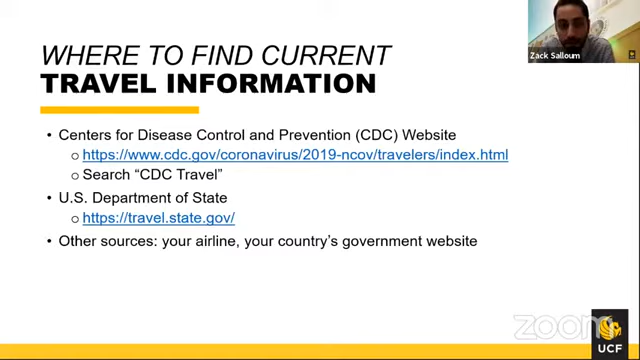 Zack Salloum
WHERE TO FIND CURRENT
TRAVEL INFORMATION
• Centers for Disease Control and Prevention (CDC) Website
o https://www.cdc.gov/coronavirus/2019-ncov/travelers/index.html
o Search “CDC Travel”
• U.S. Department of State
o https://travel.state.gov/
• Other sources: your airline, your country’s government website
zoom
UCF